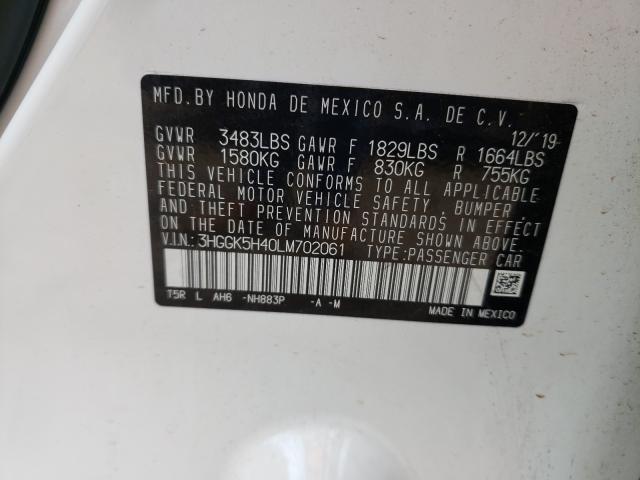 MFD.BY HONDA DE MEXICO S.A. DE C.V.
12/'19
GVWR 3483LBS GAWR F 1829LBS R 1664LBS
GVWR 1580KG GAWR F 830KG R 755KG
THIS VEHICLE CONFORMS TO ALL APPLICABLE
FEDERAL MOTOR VEHICLE SAFETY, BUMPER,
AND THEFT PREVENTION STANDARDS IN EFFECT
ON THE DATE OF MANUFACTURE SHOWN ABOVE.
V.I.N.: 3HGGK5H40LM702061 TYPE:PASSENGER CAR
T5R L AH6 -NH883P -A -M
MADE IN MEXICO